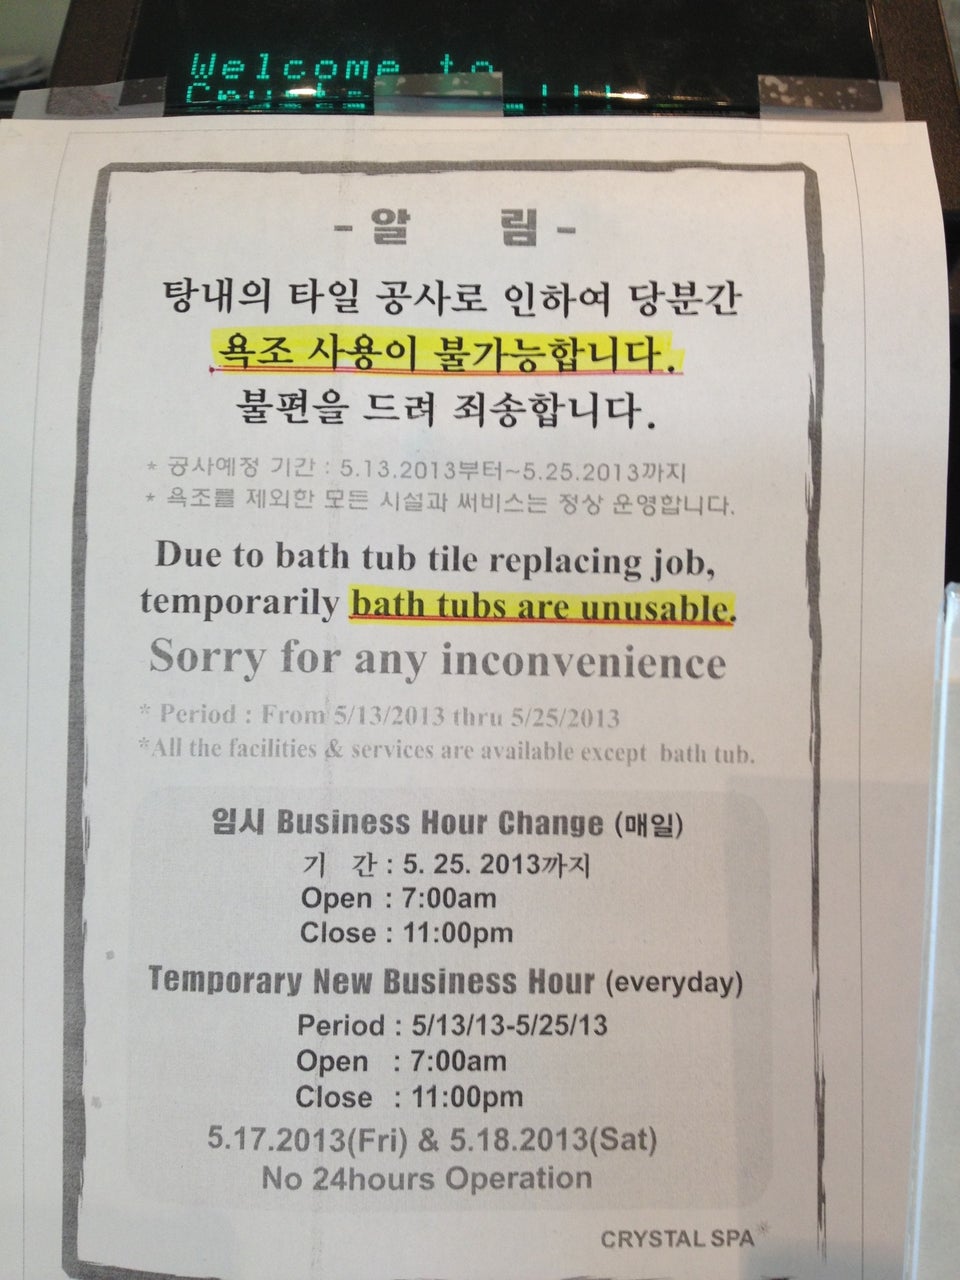 Welcome to
- 알 림 -
탕내의 타일 공사로 인하여 당분간
욕조 사용이 불가능합니다.
불편을 드려 죄송합니다.
* 공사예정 기간 : 5.13.2013부터~5.25.2013까지
* 욕조를 제외한 모든 시설과 써비스는 정상 운영합니다.
Due to bath tub tile replacing job,
temporarily bath tubs are unusable.
Sorry for any inconvenience
* Period : From 5/13/2013 thru 5/25/2013
*All the facilities & services are available except bath tub.
임시 Business Hour Change (매일)
기 간 : 5. 25. 2013까지
Open : 7:00am
Close : 11:00pm
Temporary New Business Hour (everyday)
Period : 5/13/13-5/25/13
Open : 7:00am
Close : 11:00pm
5.17.2013(Fri) & 5.18.2013(Sat)
No 24hours Operation
CRYSTAL SPA